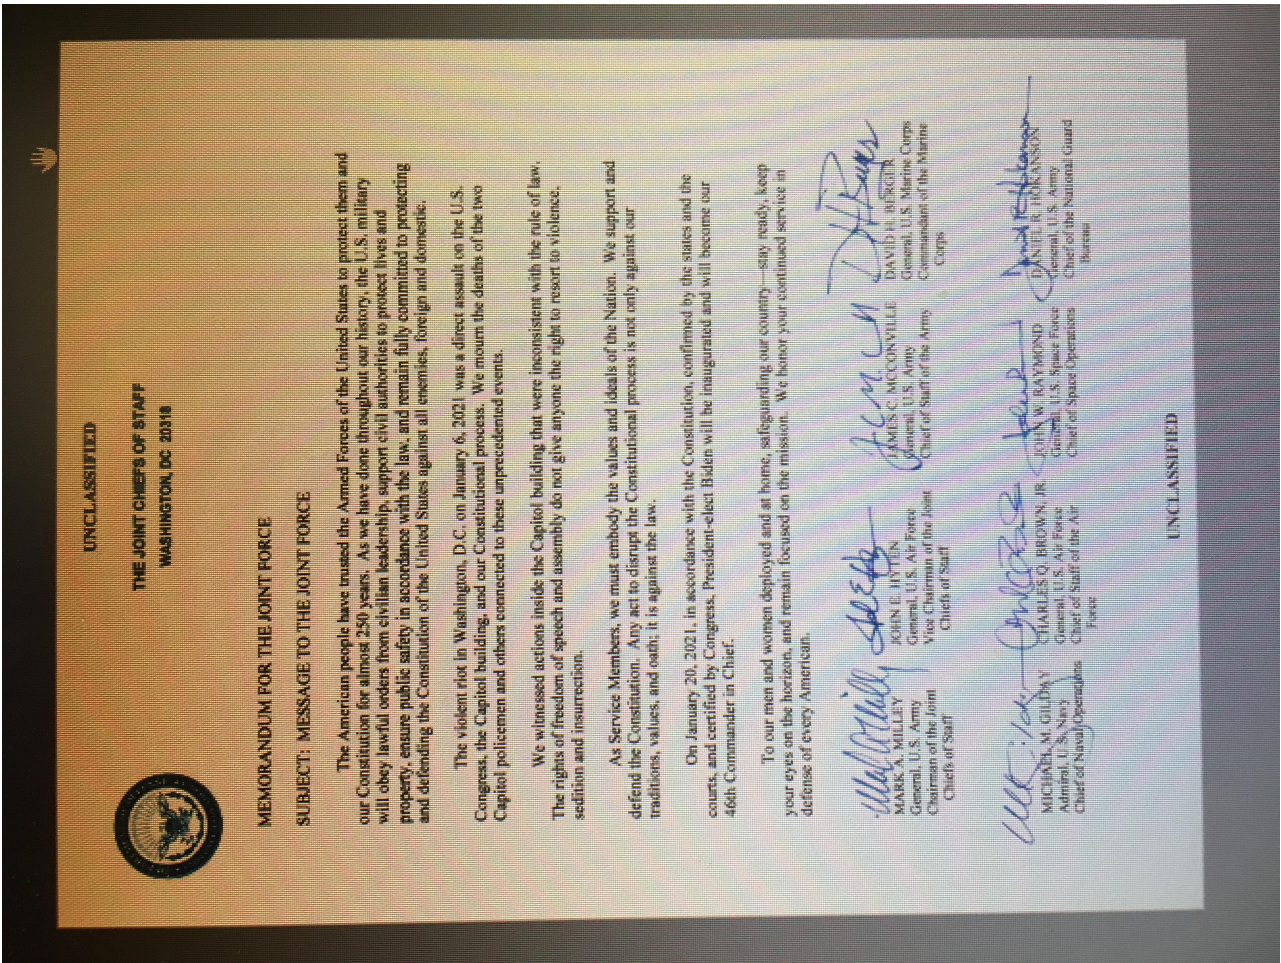 UNCLASSIFIED
THE JOINT CHIEFS OF STAFF
WASHINGTON, DC 20318
MEMORANDUM FOR THE JOINT FORCE
SUBJECT: MESSAGE TO THE JOINT FORCE
The American people have trusted the Armed Forces of the United States to protect them and
our Constitution for almost 250 years. As we have done throughout our history, the U.S. military
will obey lawful orders from civilian leadership, support civil authorities to protect lives and
property, ensure public safety in accordance with the law, and remain fully committed to protecting
and defending the Constitution of the United States against all enemies, foreign and domestic.
The violent riot in Washington, D.C. on January 6, 2021 was a direct assault on the U.S.
Congress, the Capitol building, and our Constitutional process. We mourn the deaths of the two
Capitol policemen and others connected to these unprecedented events.
We witnessed actions inside the Capitol building that were inconsistent with the rule of law.
The rights of freedom of speech and assembly do not give anyone the right to resort to violence,
sedition and insurrection.
As Service Members, we must embody the values and ideals of the Nation. We support and
defend the Constitution. Any act to disrupt the Constitutional process is not only against our
traditions, values, and oath; it is against the law.
On January 20, 2021, in accordance with the Constitution, confirmed by the states and the
courts, and certified by Congress, President-elect Biden will be inaugurated and will become our
46th Commander in Chief.
To our men and women deployed and at home, safeguarding our country—stay ready, keep
your eyes on the horizon, and remain focused on the mission. We honor your continued service in
defense of every American.
MARK A. MILLEY
General, U.S. Army
Chairman of the Joint
Chiefs of Staff
JOHN E. HYTEN
General, U.S. Air Force
Vice Chairman of the Joint
Chiefs of Staff
JAMES C. MCCONVILLE
General, U.S. Army
Chief of Staff of the Army
DAVID H. BERGER
General, U.S. Marine Corps
Commandant of the Marine
Corps
MICHAEL M. GILDAY
Admiral, U.S. Navy
Chief of Naval Operations
CHARLES Q. BROWN, JR.
General, U.S. Air Force
Chief of Staff of the Air
Force
JOHN W. RAYMOND
General, U.S. Space Force
Chief of Space Operations
DANIEL R. HOKANSON
General, U.S. Army
Chief of the National Guard
Bureau
UNCLASSIFIED